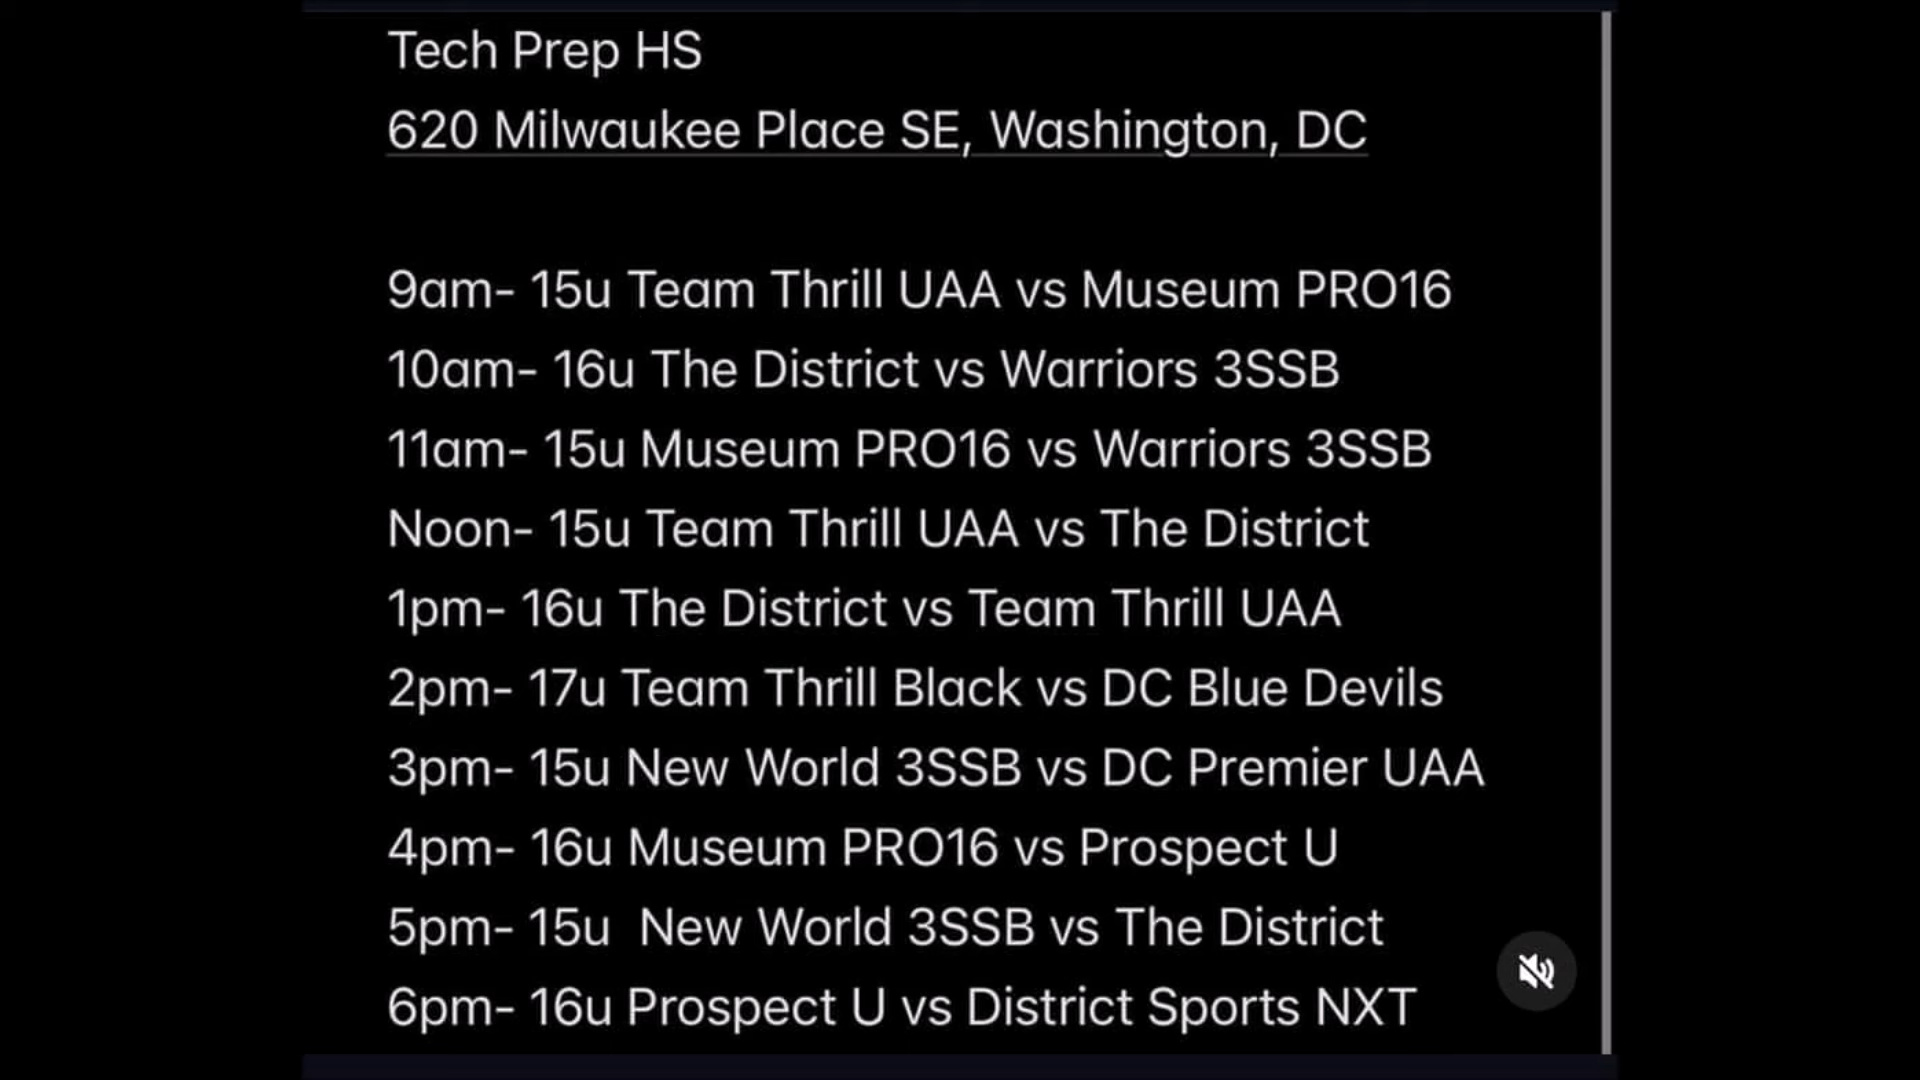 Tech Prep HS
620 Milwaukee Place SE, Washington, DC
9am- 15u Team Thrill UAA vs Museum PRO16
10am- 16u The District vs Warriors 3SSB
11am- 15u Museum PRO16 vs Warriors 3SSB
Noon- 15u Team Thrill UAA vs The District
1pm- 16u The District vs Team Thrill UAA
2pm- 17u Team Thrill Black vs DC Blue Devils
3pm- 15u New World 3SSB vs DC Premier UAA
4pm- 16u Museum PRO16 vs Prospect U
5pm- 15u  New World 3SSB vs The District
6pm- 16u Prospect U vs District Sports NXT